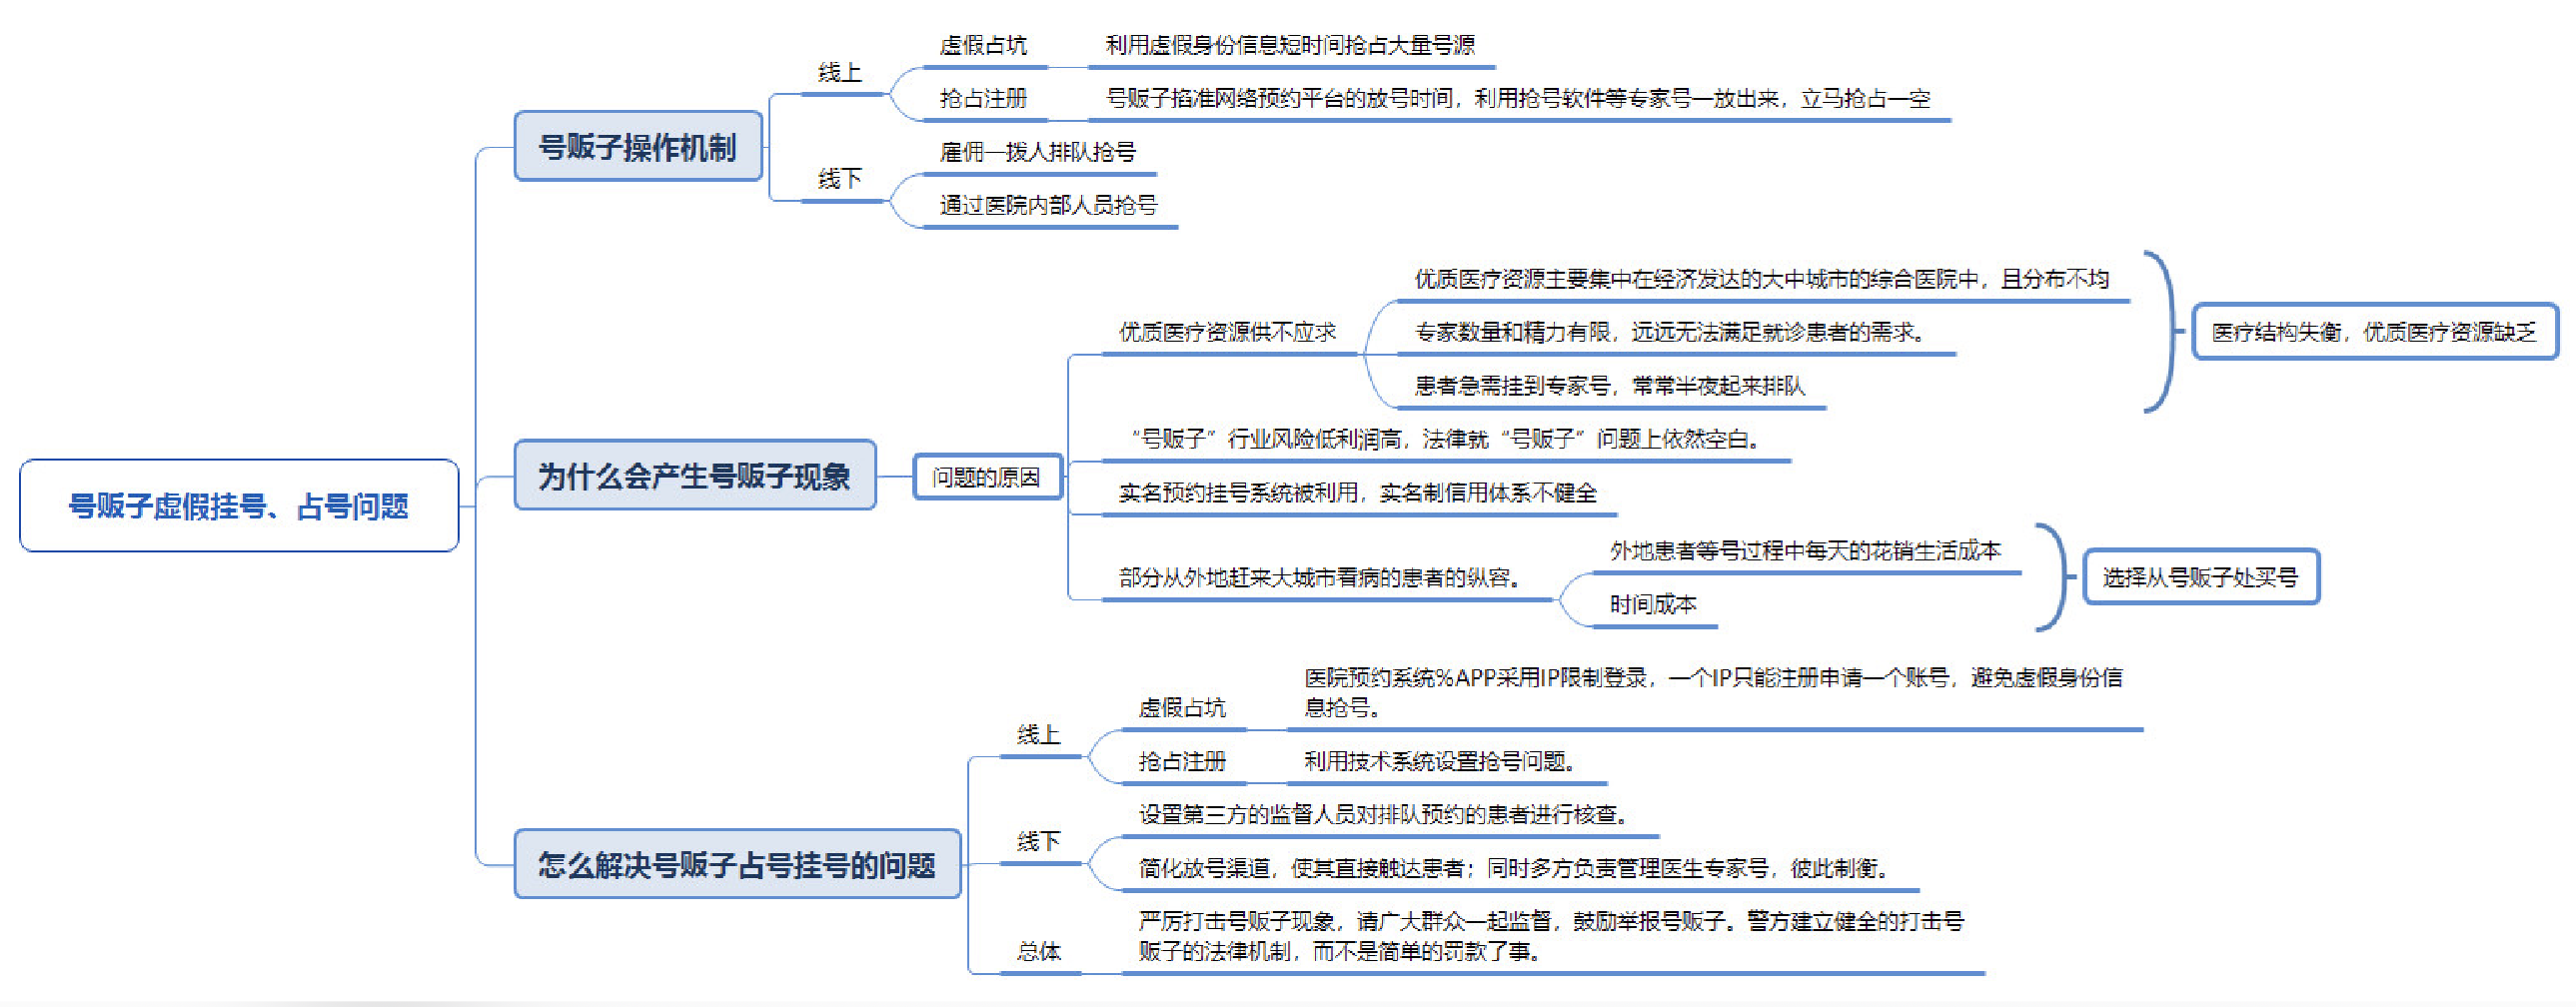 号贩子虚假挂号、占号问题
号贩子操作机制
线上
虚假占坑
利用虚假身份信息短时间抢占大量号源
抢占注册
号贩子掐准网络预约平台的放号时间，利用抢号软件等专家号一放出来，立马抢占一空
线下
雇佣一拨人排队抢号
通过医院内部人员抢号
为什么会产生号贩子现象
问题的原因
优质医疗资源供不应求
优质医疗资源主要集中在经济发达的大中城市的综合医院中，且分布不均
专家数量和精力有限，远远无法满足就诊患者的需求。
患者急需挂到专家号，常常半夜起来排队
医疗结构失衡，优质医疗资源缺乏
“号贩子”行业风险低利润高，法律就“号贩子”问题上依然空白。
实名预约挂号系统被利用，实名制信用体系不健全
部分从外地赶来大城市看病的患者的纵容。
外地患者等号过程中每天的花销生活成本
时间成本
选择从号贩子处买号
怎么解决号贩子占号挂号的问题
线上
虚假占坑
医院预约系统%APP采用IP限制登录，一个IP只能注册申请一个账号，避免虚假身份信
息抢号。
抢占注册
利用技术系统设置抢号问题。
线下
设置第三方的监督人员对排队预约的患者进行核查。
简化放号渠道，使其直接触达患者；同时多方负责管理医生专家号，彼此制衡。
总体
严厉打击号贩子现象，请广大群众一起监督，鼓励举报号贩子。警方建立健全的打击号
贩子的法律机制，而不是简单的罚款了事。